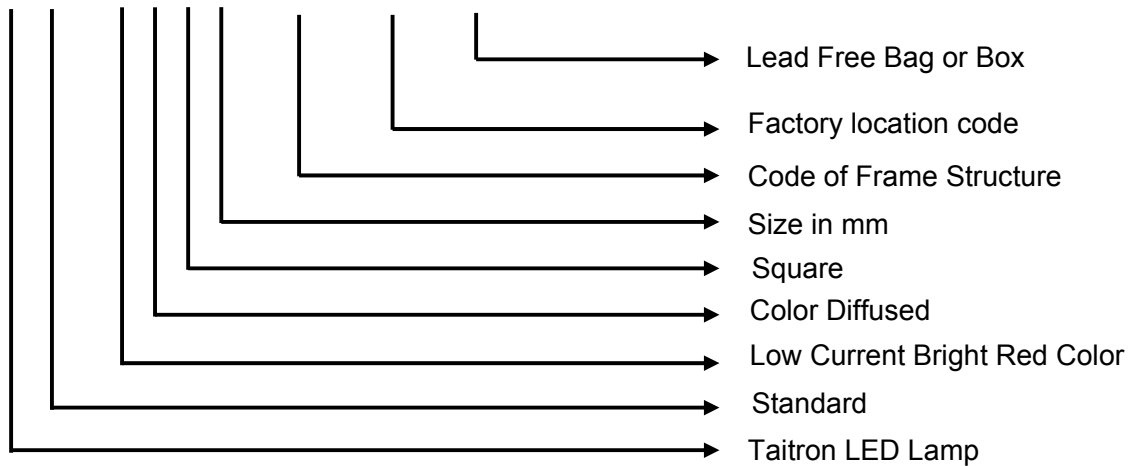 Lead Free Bag or Box
Factory location code
Code of Frame Structure
Size in mm
Square
Color Diffused
Low Current Bright Red Color
Standard
Taitron LED Lamp